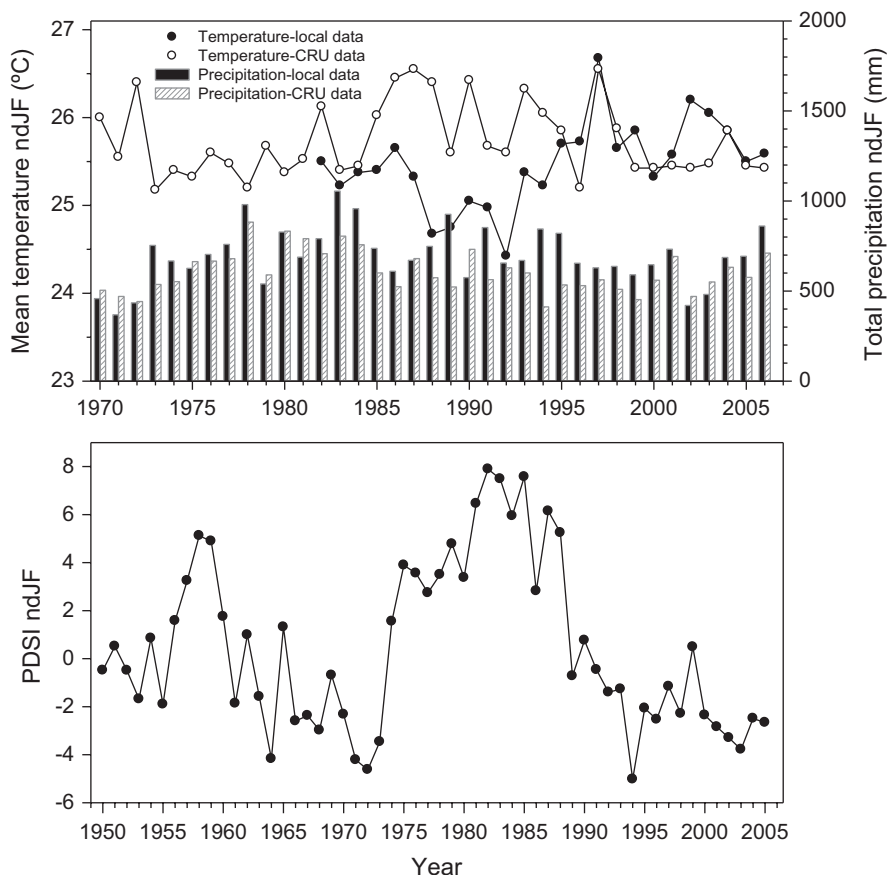 27
26
25
24
23
Mean temperature ndJF (ºC)
Temperature-local data
Temperature-CRU data
Precipitation-local data
Precipitation-CRU data
2000
1500
1000
500
0
Total precipitation ndJF (mm)
1970 1975 1980 1985 1990 1995 2000 2005
8
6
4
2
0
-2
-4
-6
PDSI ndJF
1950 1955 1960 1965 1970 1975 1980 1985 1990 1995 2000 2005
Year